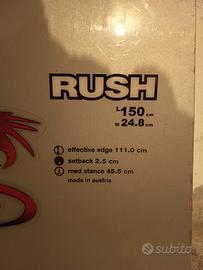 RUSH
L 150 cm
W 24.8 cm
effective edge 111.0 cm
setback 2.5 cm
med stance 45.5 cm
made in austria
subito